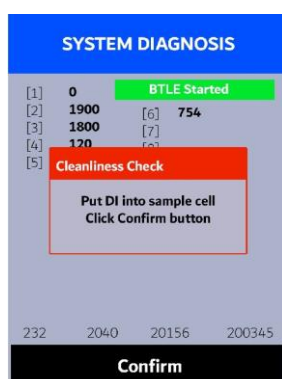 SYSTEM DIAGNOSIS
BTLE Started
[1] 0
[2] 1900
[6] 754
[3] 1800
[7]
[4] 120
[5]
Cleanliness Check
Put DI into sample cell
Click Confirm button
232 2040 20156 200345
Confirm